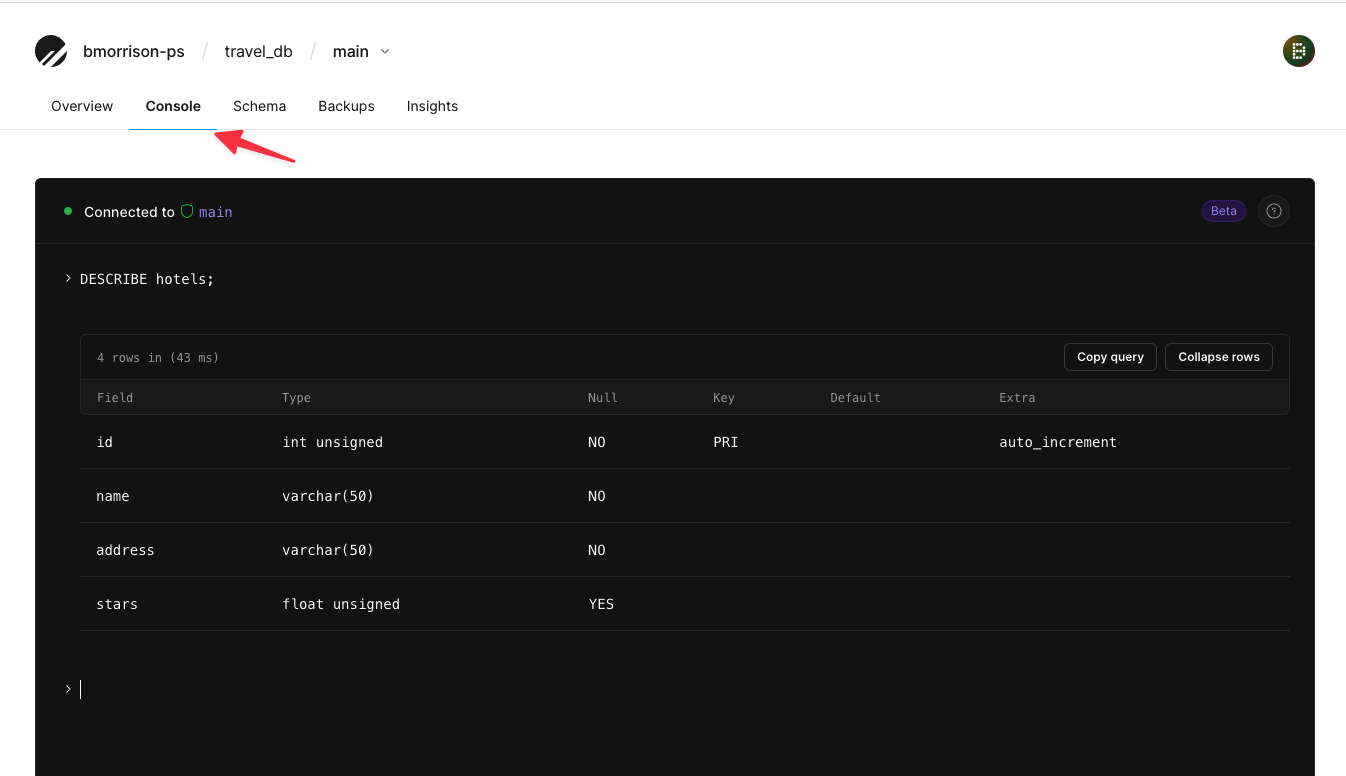 bmorrison-ps / travel_db / main
Overview Console Schema Backups Insights
Connected to main Beta ?
> DESCRIBE hotels;
4 rows in (43 ms) Copy query Collapse rows
Field Type Null Key Default Extra
id int unsigned NO PRI auto_increment
name varchar(50) NO
address varchar(50) NO
stars float unsigned YES
>